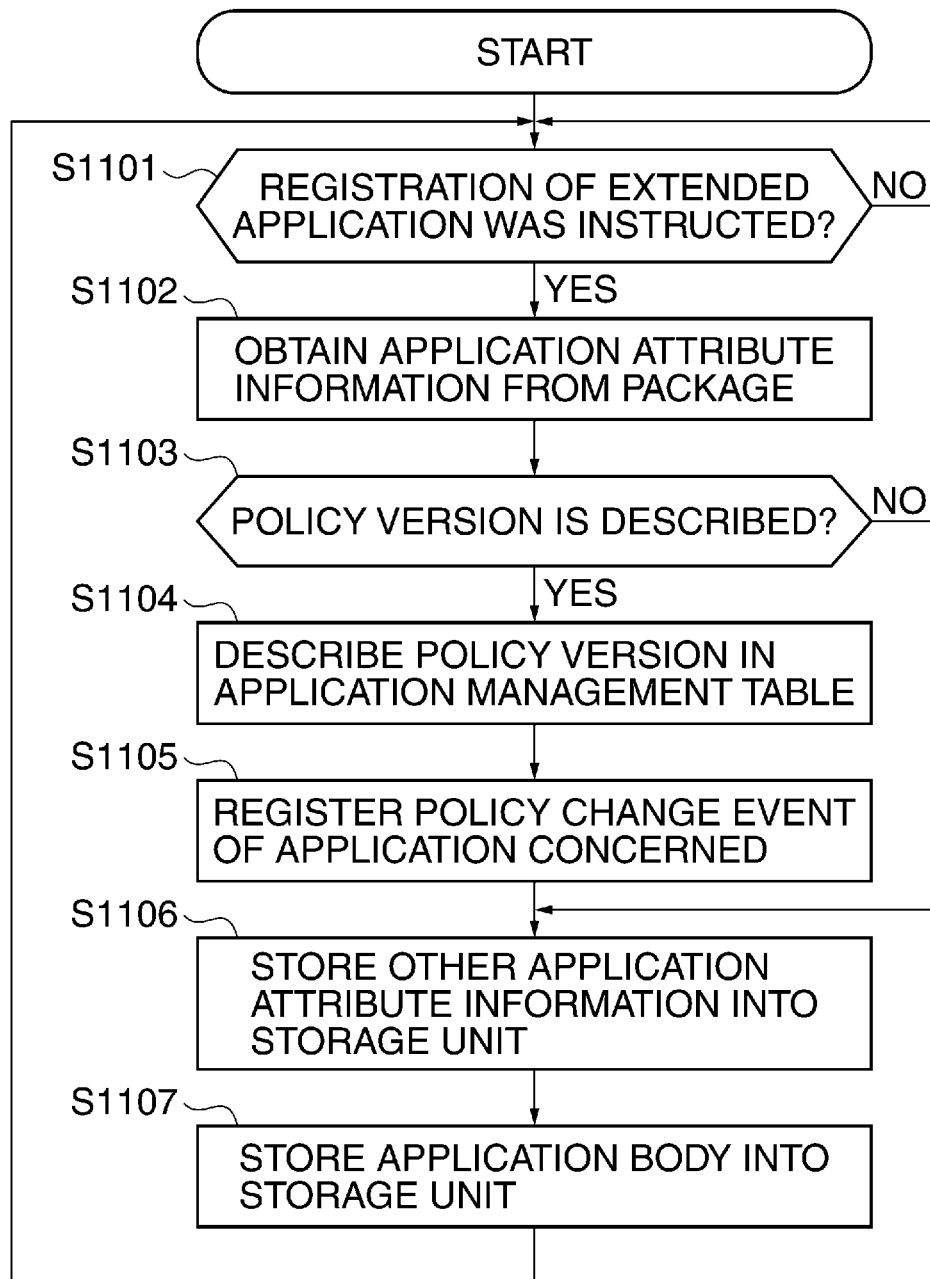 START
S1101
REGISTRATION OF EXTENDED
APPLICATION WAS INSTRUCTED?
NO
YES
S1102
OBTAIN APPLICATION ATTRIBUTE
INFORMATION FROM PACKAGE
S1103
POLICY VERSION IS DESCRIBED?
NO
YES
S1104
DESCRIBE POLICY VERSION IN
APPLICATION MANAGEMENT TABLE
S1105
REGISTER POLICY CHANGE EVENT
OF APPLICATION CONCERNED
S1106
STORE OTHER APPLICATION
ATTRIBUTE INFORMATION INTO
STORAGE UNIT
S1107
STORE APPLICATION BODY INTO
STORAGE UNIT